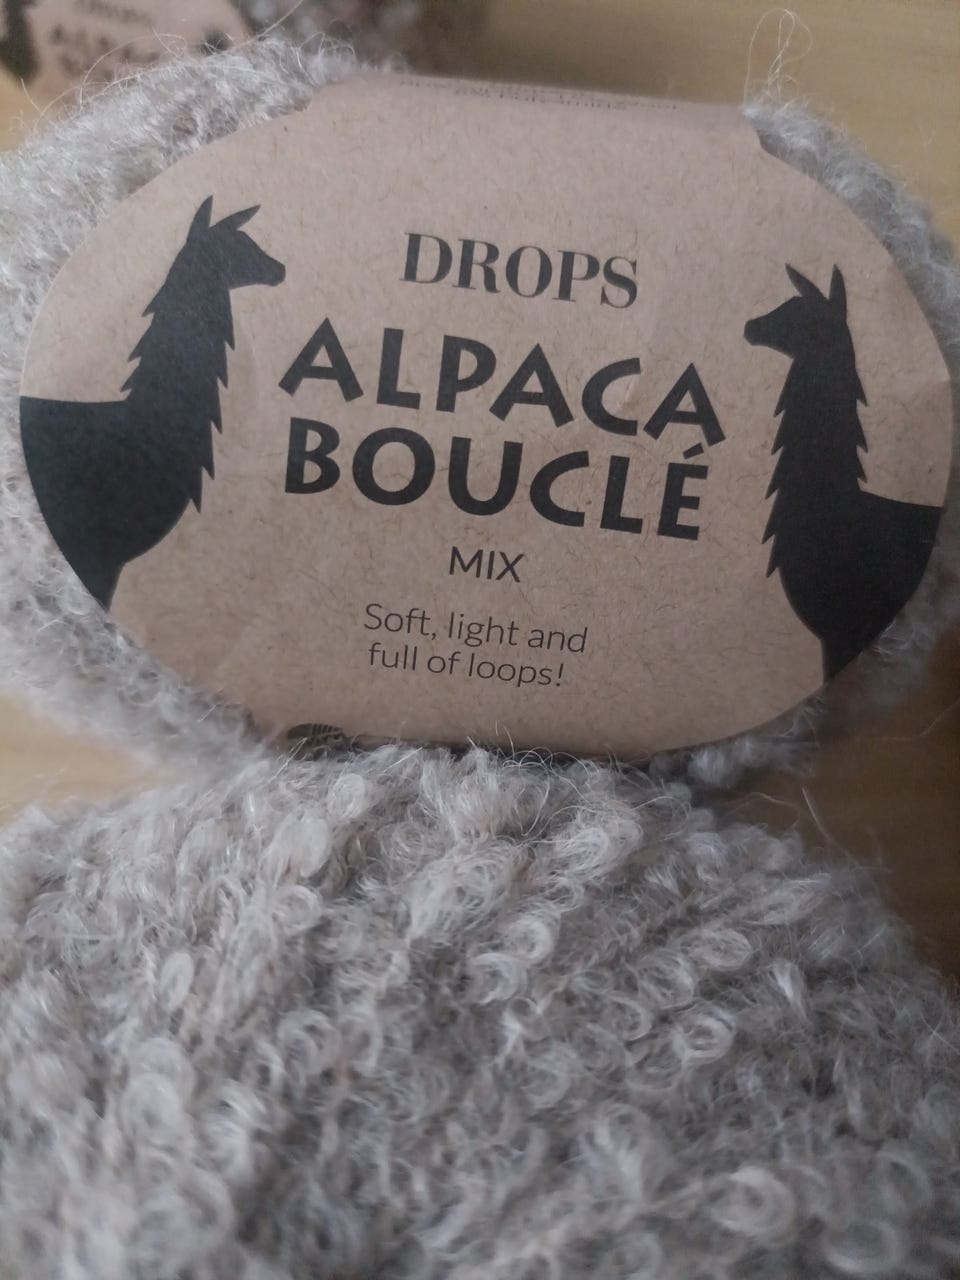 DROPS
ALPACA
BOUCLÉ
MIX
Soft, light and
full of loops!